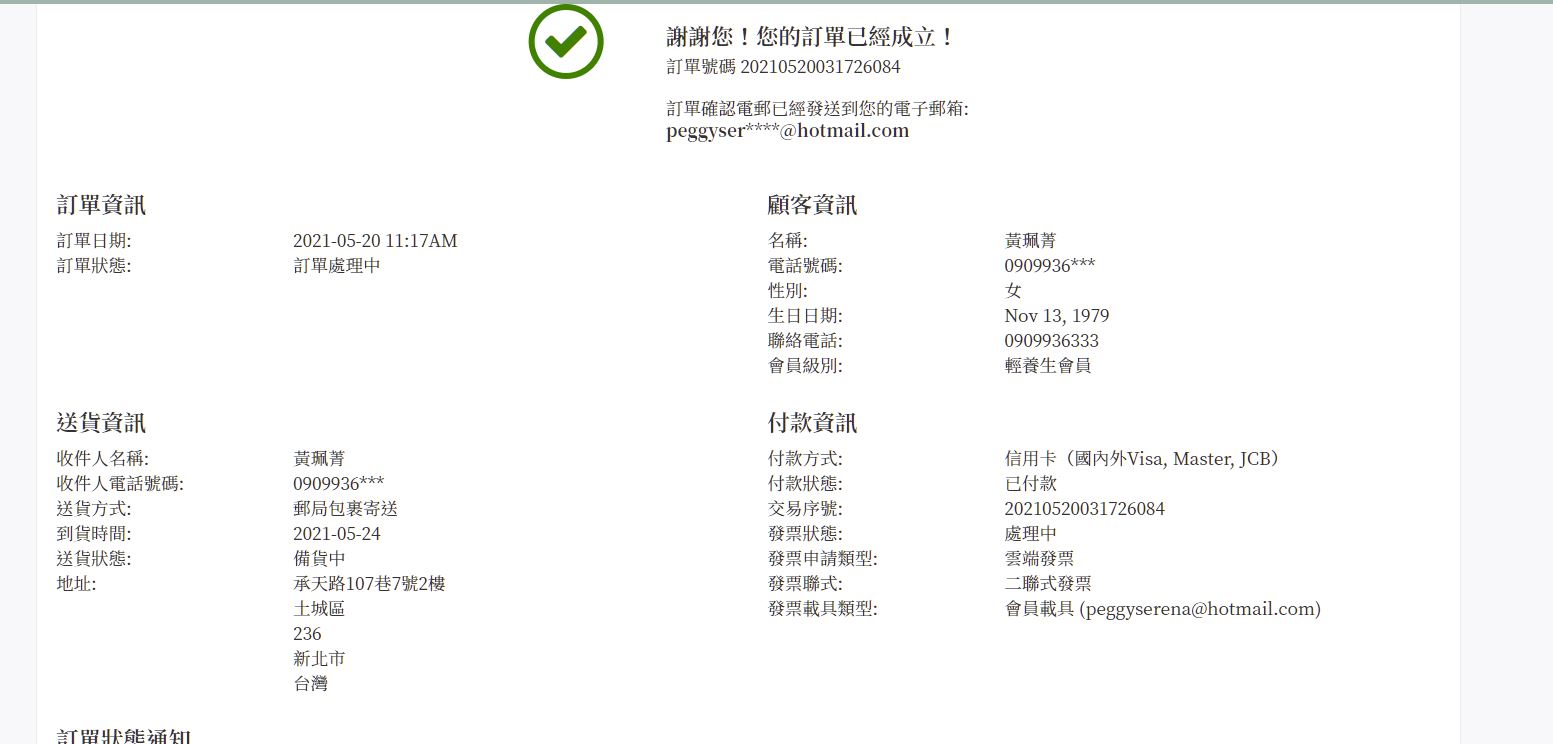 謝謝您！您的訂單已經成立！
訂單號碼 20210520031726084
訂單確認電郵已經發送到您的電子郵箱:
peggyser****@hotmail.com
訂單資訊
訂單日期: 2021-05-20 11:17AM
訂單狀態: 訂單處理中
顧客資訊
名稱: 黃珮菁
電話號碼: 0909936***
性別: 女
生日日期: Nov 13, 1979
聯絡電話: 0909936333
會員級別: 輕養生會員
送貨資訊
收件人名稱: 黃珮菁
收件人電話號碼: 0909936***
送貨方式: 郵局包裹寄送
到貨時間: 2021-05-24
送貨狀態: 備貨中
地址: 承天路107巷7號2樓
土城區
236
新北市
台灣
付款資訊
付款方式: 信用卡（國內外Visa, Master, JCB）
付款狀態: 已付款
交易序號: 20210520031726084
發票狀態: 處理中
發票申請類型: 雲端發票
發票聯式: 二聯式發票
發票載具類型: 會員載具 (peggyserena@hotmail.com)
訂單狀態通知